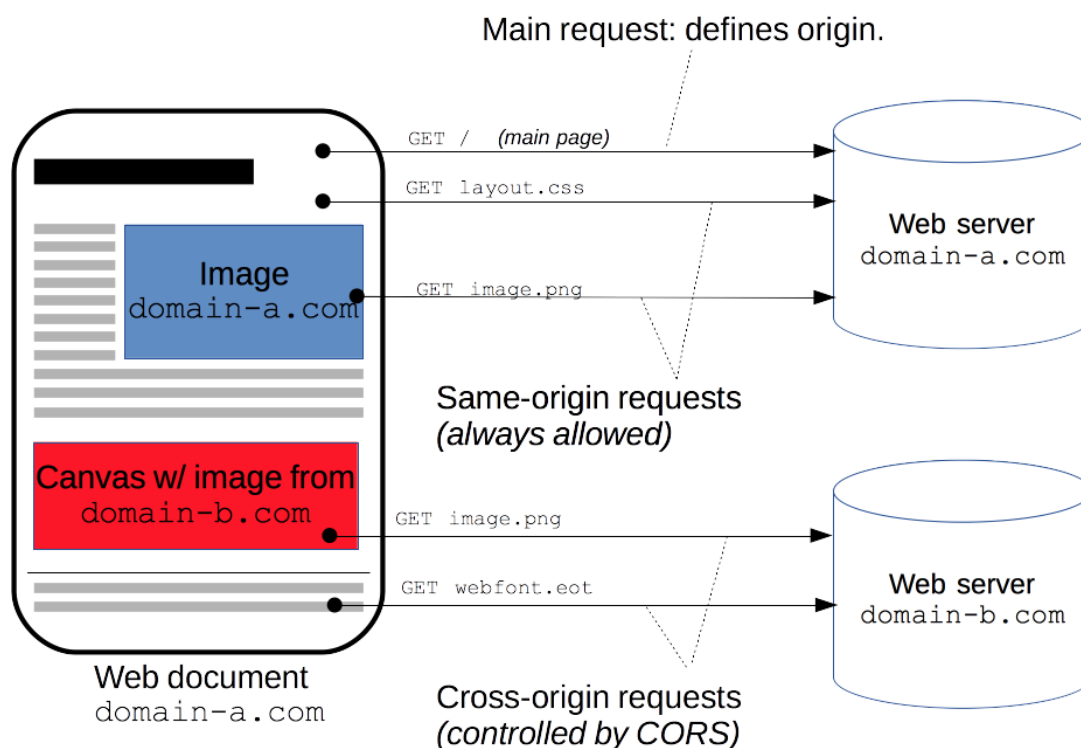 Main request: defines origin.
GET / (main page)
GET layout.css
Web server
domain-a.com
Image
domain-a.com
GET image.png
Same-origin requests
(always allowed)
Canvas w/ image from
domain-b.com
GET image.png
Web server
domain-b.com
GET webfont.eot
Web document
domain-a.com
Cross-origin requests
(controlled by CORS)